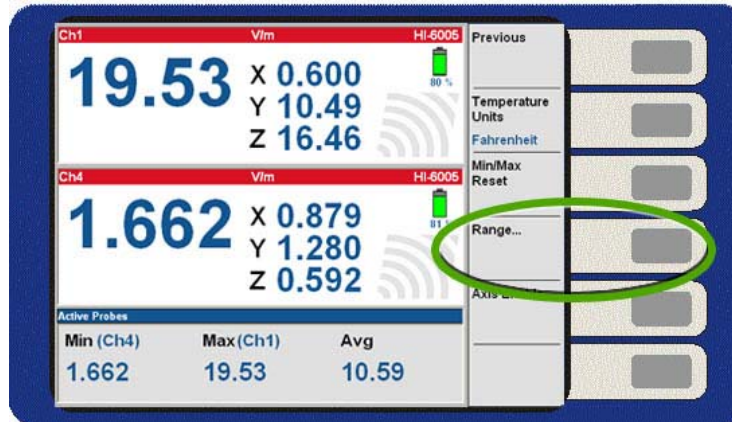 Ch1 V/m HI-6005
19.53
X 0.600
Y 10.49
Z 16.46
80 %
Ch4 V/m HI-6005
1.662
X 0.879
Y 1.280
Z 0.592
Active Probes
Min (Ch4) Max (Ch1) Avg
1.662 19.53 10.59
Previous
Temperature
Units
Fahrenheit
Min/Max
Reset
Range...
Axis